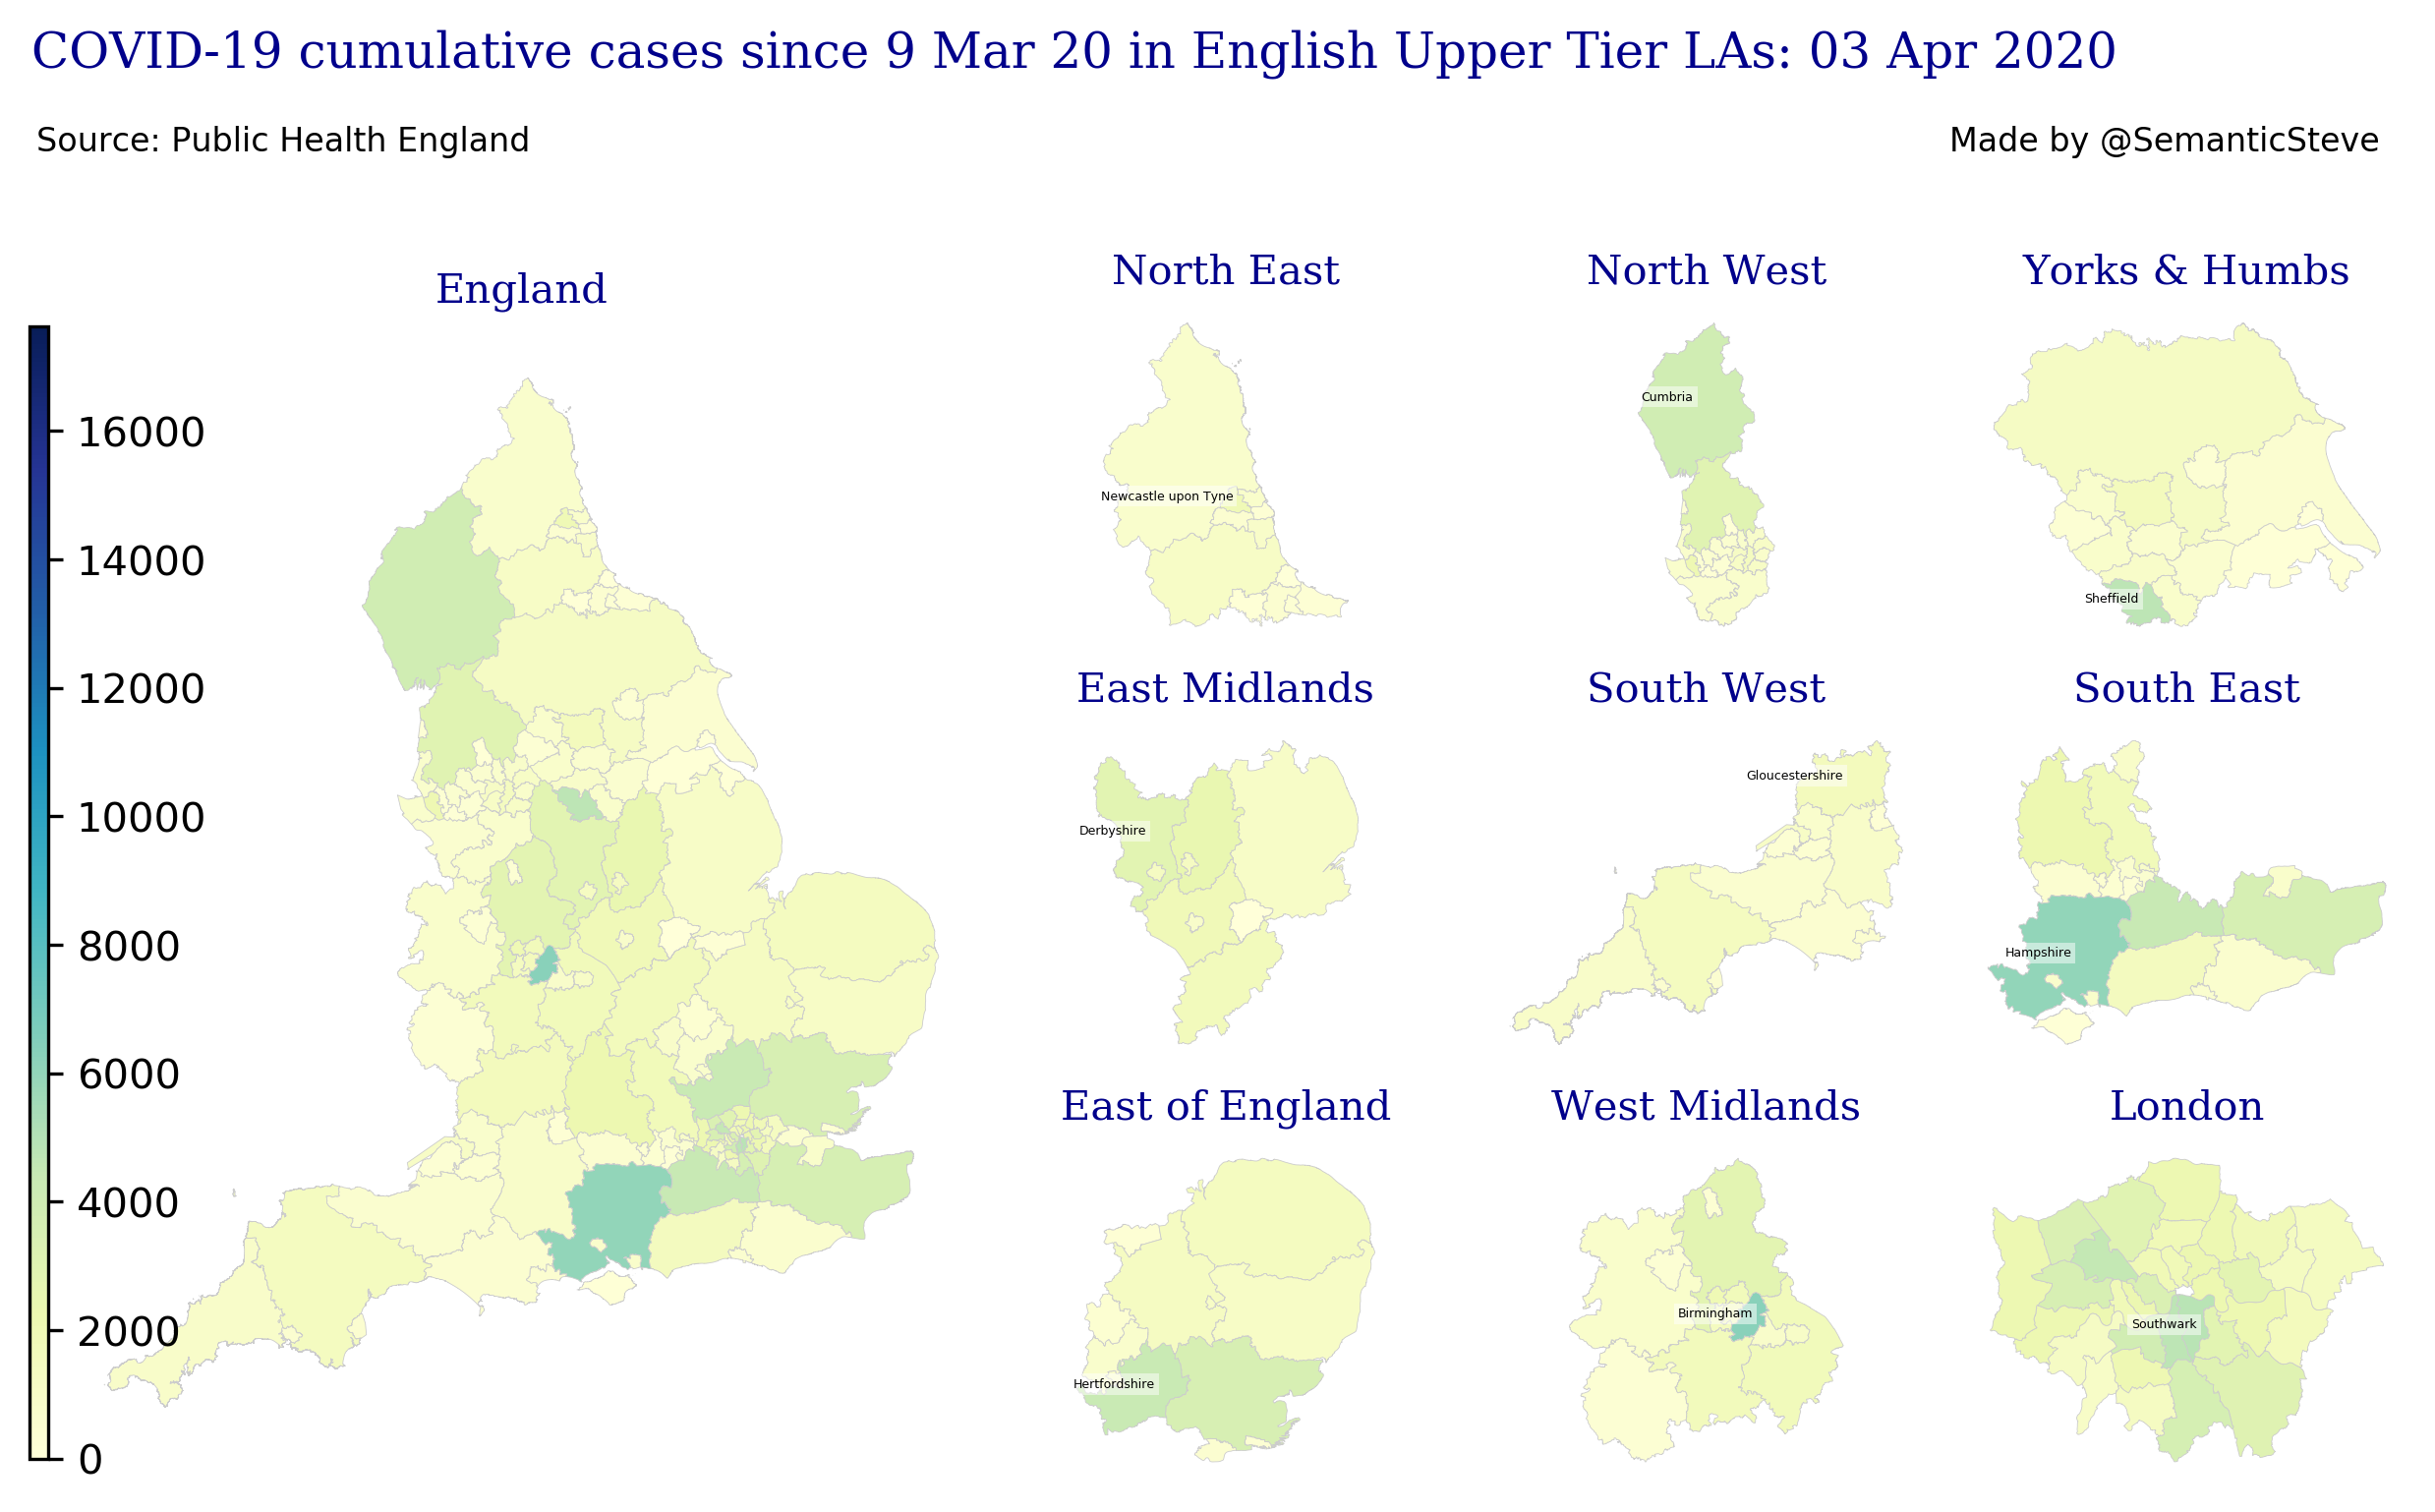 COVID-19 cumulative cases since 9 Mar 20 in English Upper Tier LAs: 03 Apr 2020
Source: Public Health England
Made by @SemanticSteve
England
16000
14000
12000
10000
8000
6000
4000
2000
0
North East
Newcastle upon Tyne
North West
Cumbria
Yorks & Humbs
Sheffield
East Midlands
Derbyshire
South West
Gloucestershire
South East
Hampshire
East of England
Hertfordshire
West Midlands
Birmingham
London
Southwark